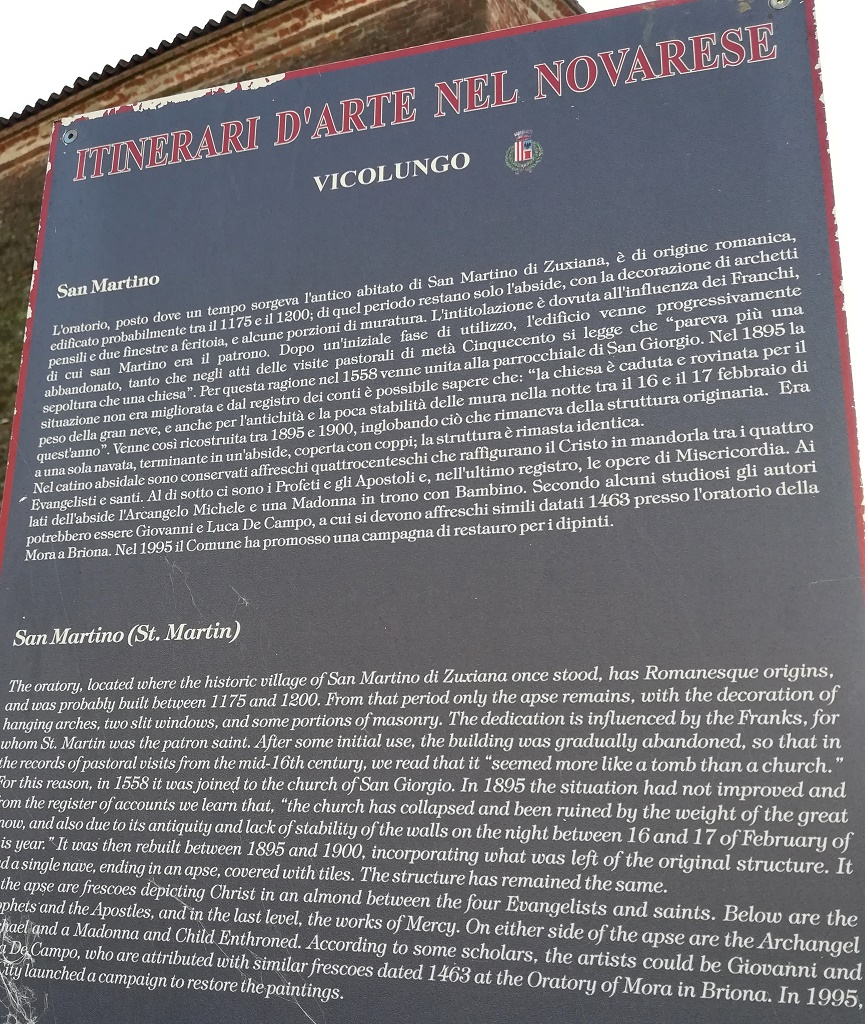 ITINERARI D'ARTE NEL NOVARESE
VICOLUNGO
San Martino
L'oratorio, posto dove un tempo sorgeva l'antico abitato di San Martino di Zuxiana, è di origine romanica,
edificato probabilmente tra il 1175 e il 1200; di quel periodo restano solo l'abside, con la decorazione di archetti
pensili e due finestre a feritoia, e alcune porzioni di muratura. L'intitolazione è dovuta all'influenza dei Franchi,
di cui san Martino era il patrono. Dopo un'iniziale fase di utilizzo, l'edificio venne progressivamente
abbandonato, tanto che negli atti delle visite pastorali di metà Cinquecento si legge che “pareva più una
sepoltura che una chiesa”. Per questa ragione nel 1558 venne unita alla parrocchiale di San Giorgio. Nel 1895 la
situazione non era migliorata e dal registro dei conti è possibile sapere che: “la chiesa è caduta e rovinata per il
peso della gran neve, e anche per l'antichità e la poca stabilità delle mura nella notte tra il 16 e il 17 febbraio di
quest'anno”. Venne così ricostruita tra 1895 e 1900, inglobando ciò che rimaneva della struttura originaria. Era
a una sola navata, terminante in un'abside, coperta con coppi; la struttura è rimasta identica.
Nel catino absidale sono conservati affreschi quattrocenteschi che raffigurano il Cristo in mandorla tra i quattro
Evangelisti e santi. Al di sotto ci sono i Profeti e gli Apostoli e, nell'ultimo registro, le opere di Misericordia. Ai
lati dell'abside l'Arcangelo Michele e una Madonna in trono con Bambino. Secondo alcuni studiosi gli autori
potrebbero essere Giovanni e Luca De Campo, a cui si devono affreschi simili datati 1463 presso l'oratorio della
Mora a Briona. Nel 1995 il Comune ha promosso una campagna di restauro per i dipinti.
San Martino (St. Martin)
The oratory, located where the historic village of San Martino di Zuxiana once stood, has Romanesque origins,
and was probably built between 1175 and 1200. From that period only the apse remains, with the decoration of
hanging arches, two slit windows, and some portions of masonry. The dedication is influenced by the Franks, for
whom St. Martin was the patron saint. After some initial use, the building was gradually abandoned, so that in
the records of pastoral visits from the mid-16th century, we read that it “seemed more like a tomb than a church.”
For this reason, in 1558 it was joined to the church of San Giorgio. In 1895 the situation had not improved and
rom the register of accounts we learn that, “the church has collapsed and been ruined by the weight of the great
now, and also due to its antiquity and lack of stability of the walls on the night between 16 and 17 of February of
is year.” It was then rebuilt between 1895 and 1900, incorporating what was left of the original structure. It
d a single nave, ending in an apse, covered with tiles. The structure has remained the same.
the apse are frescoes depicting Christ in an almond between the four Evangelists and saints. Below are the
phets and the Apostles, and in the last level, the works of Mercy. On either side of the apse are the Archangel
hael and a Madonna and Child Enthroned. According to some scholars, the artists could be Giovanni and
a De Campo, who are attributed with similar frescoes dated 1463 at the Oratory of Mora in Briona. In 1995,
ity launched a campaign to restore the paintings.